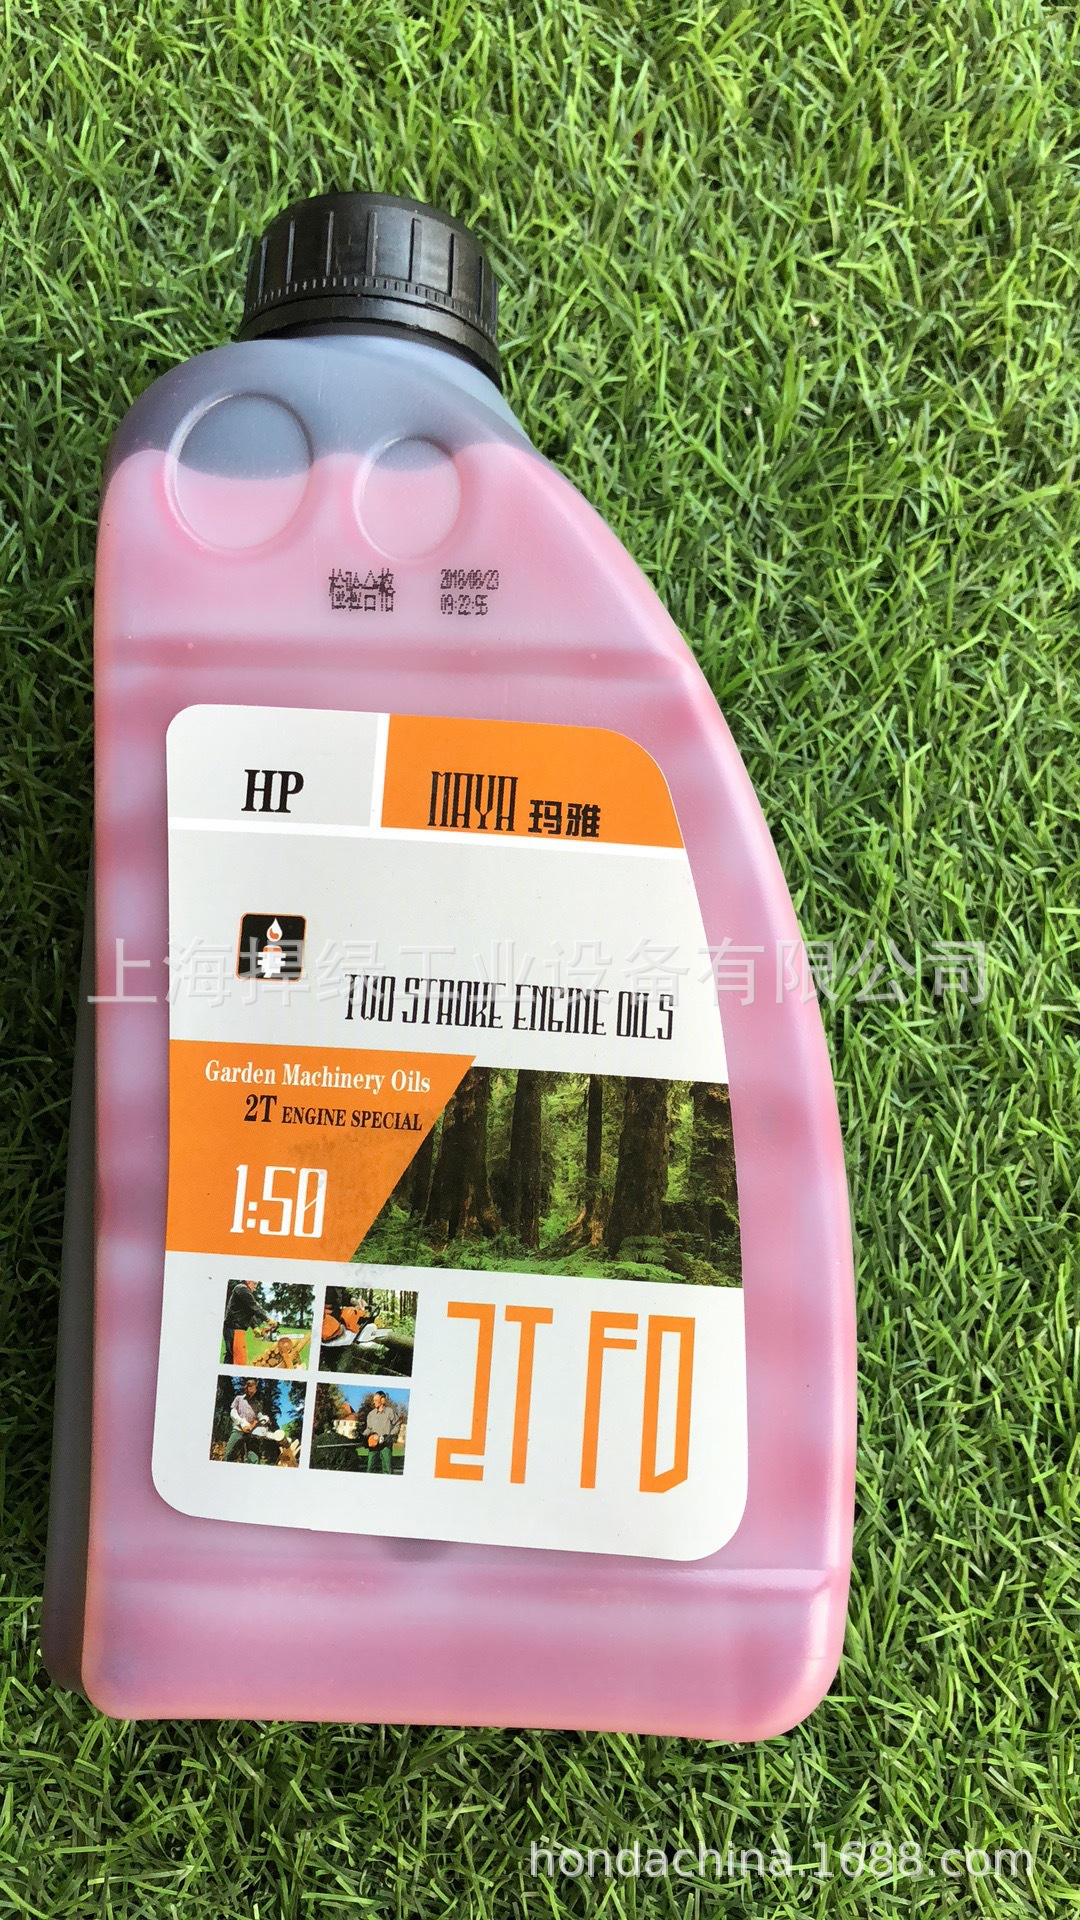 检验合格 2018/08/23
09:22:55
HP
MAYA 玛雅
上海捍绿工业设备有限公司
TWO STROKE ENGINE OILS
Garden Machinery Oils
2T ENGINE SPECIAL
1:50
2T FD
hondachina.1688.com